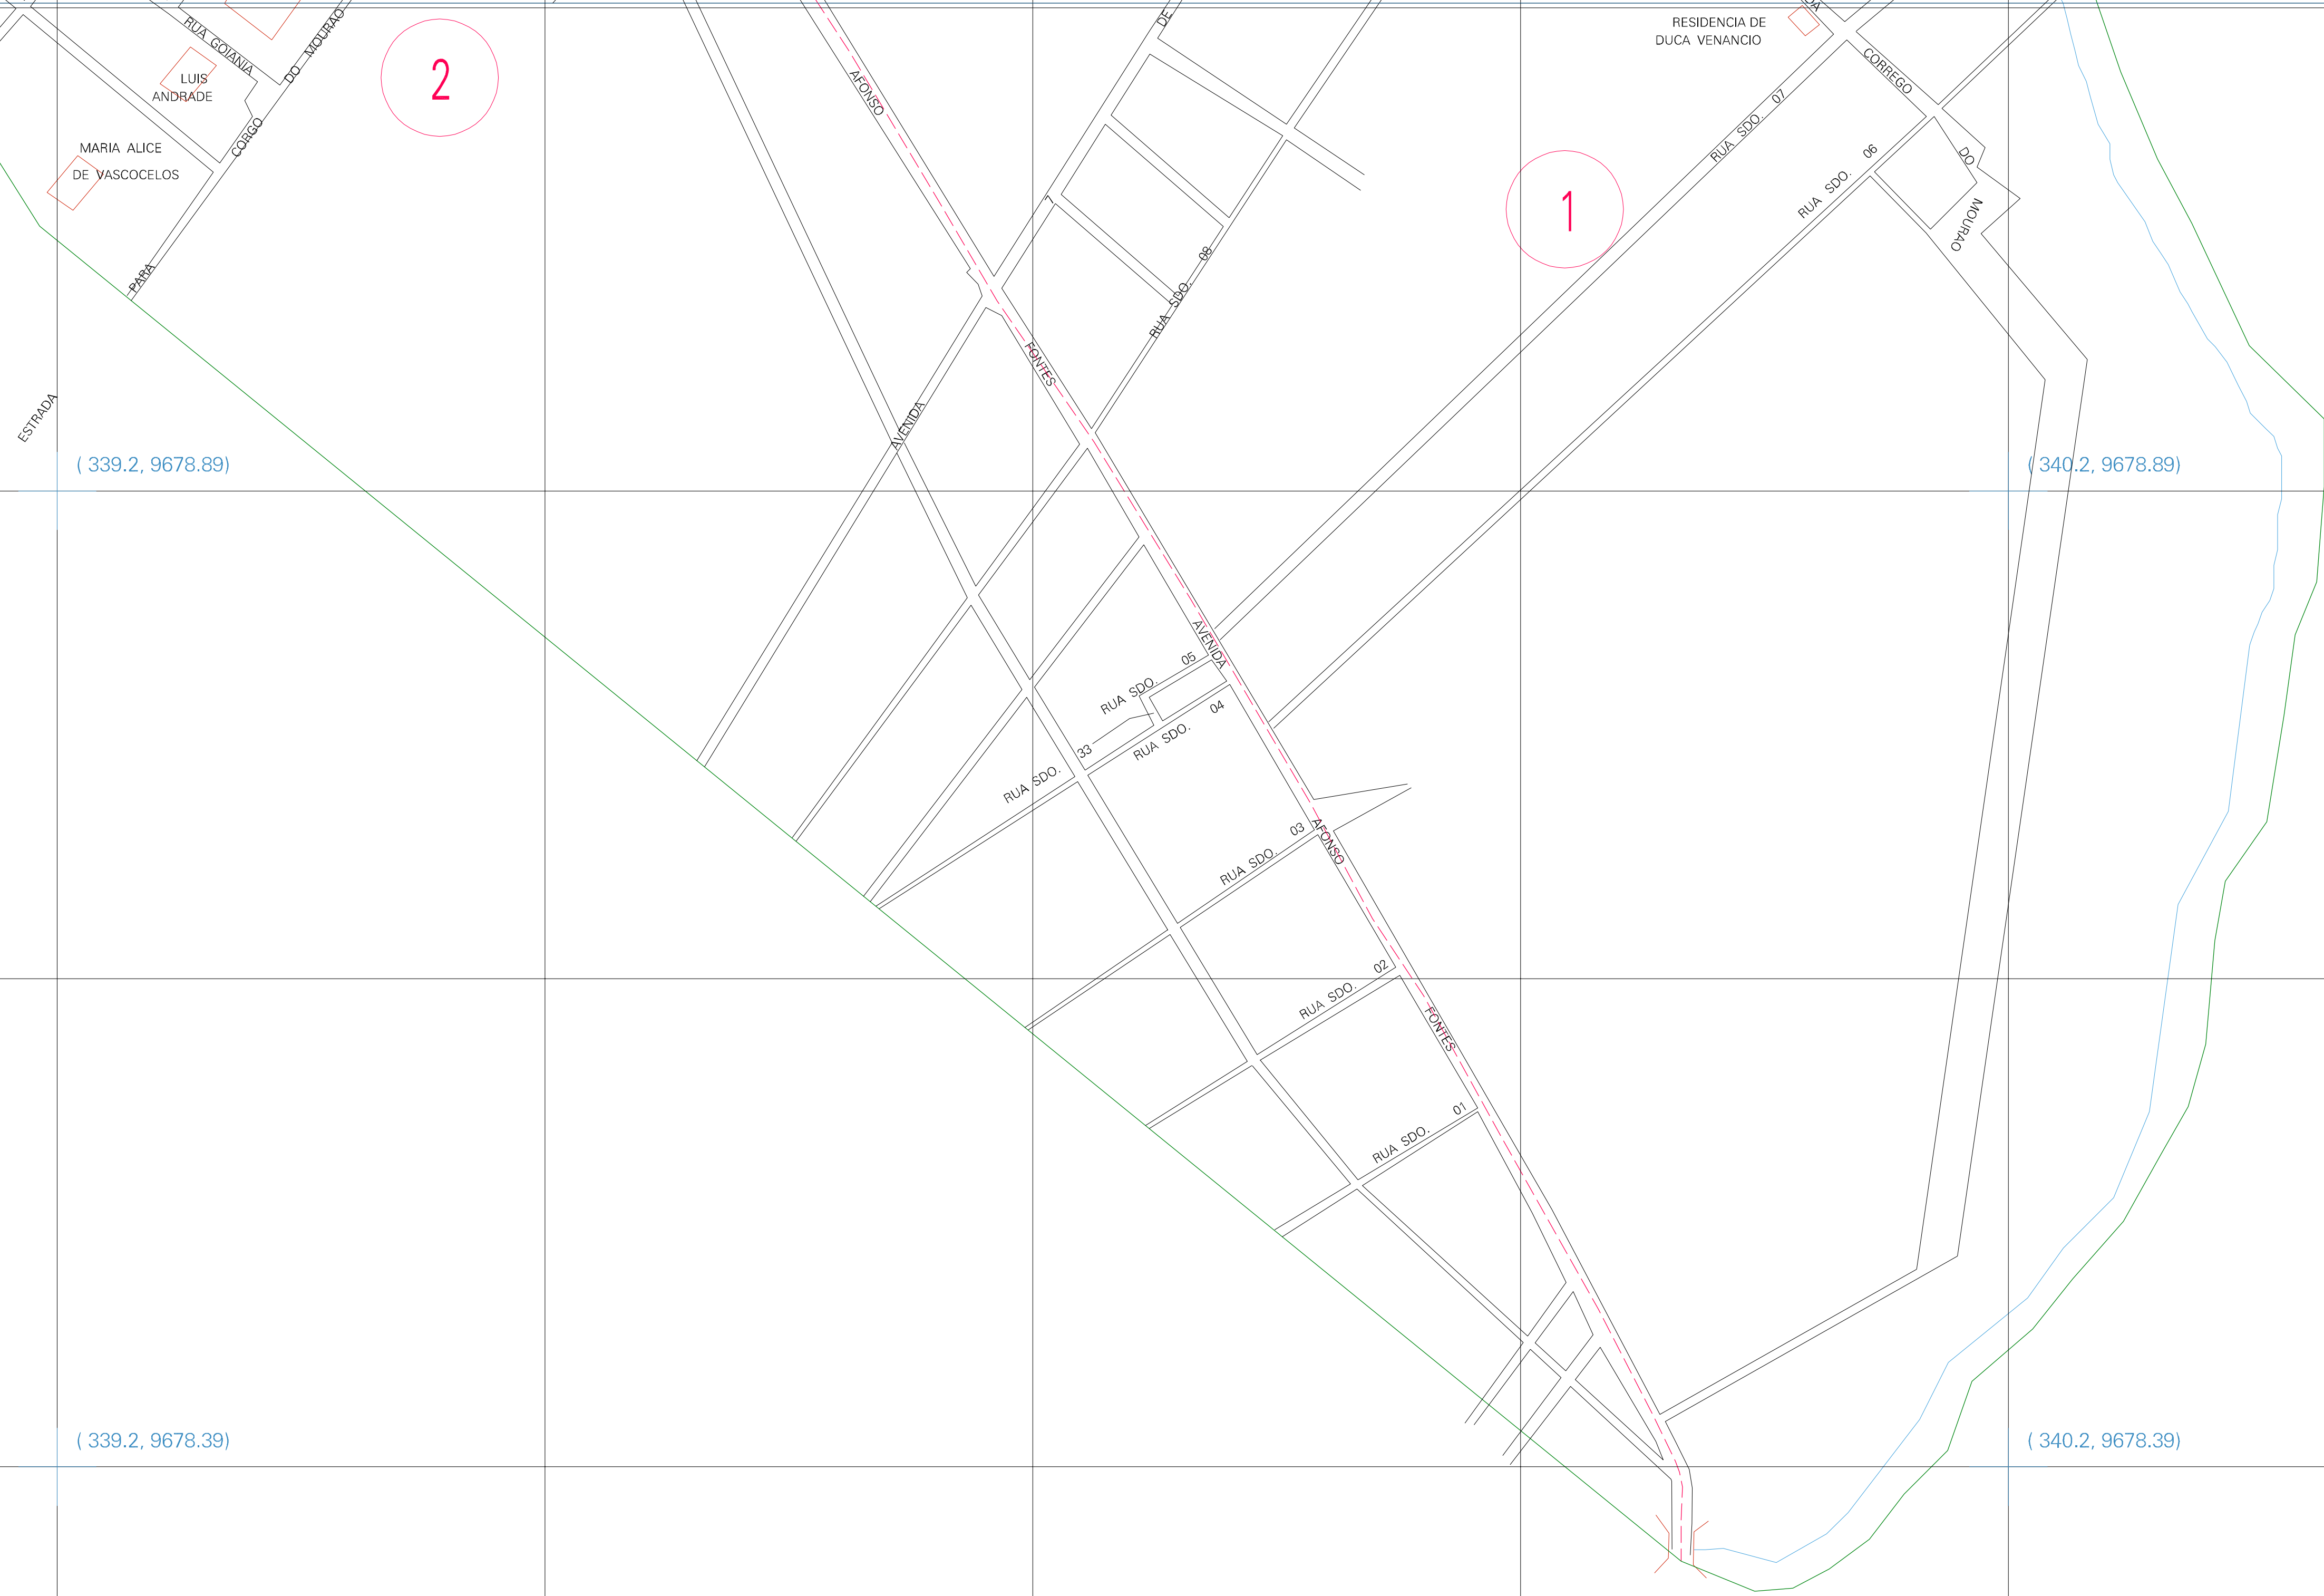 RUA GOIANIA
LUIS
ANDRADE
MARIA ALICE
DE VASCOCELOS
ESTRADA
PARA
CORGO
DO MOURAO
2
AFONSO
FONTES
AVENIDA
7
DE
RUA SDO. 08
1
RESIDENCIA DE
DUCA VENANCIO
DA
CORREGO
DO
MOURAO
RUA SDO. 07
RUA SDO. 06
( 339.2, 9678.89)
( 340.2, 9678.89)
AVENIDA
RUA SDO. 05
RUA SDO. 04
RUA SDO. 33
AFONSO
RUA SDO. 03
RUA SDO. 02
FONTES
RUA SDO. 01
( 339.2, 9678.39)
( 340.2, 9678.39)